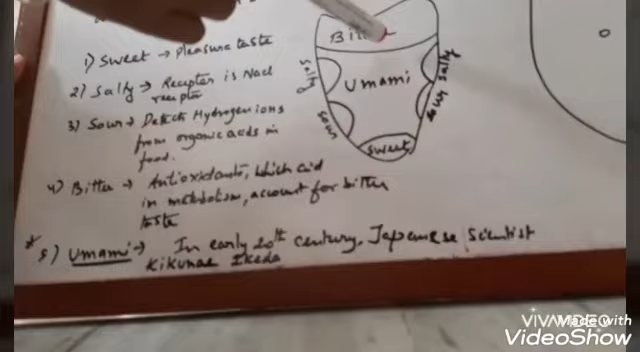 1) Sweet → Pleasure taste
2) Salty → Receptor is Nacl
receptor
3) Sour → Detects Hydrogen ions
from organic acids in
food.
4) Bitter → Antioxidants, which aid
in metabolism, account for bitter
taste
* 5) Umami → In early 20th century, Japanese Scientist
Kikunae Ikeda
Salty
Umami
Salty
Sour
Sour
Sweet
VIVAVIDEO
Made with
VideoShow